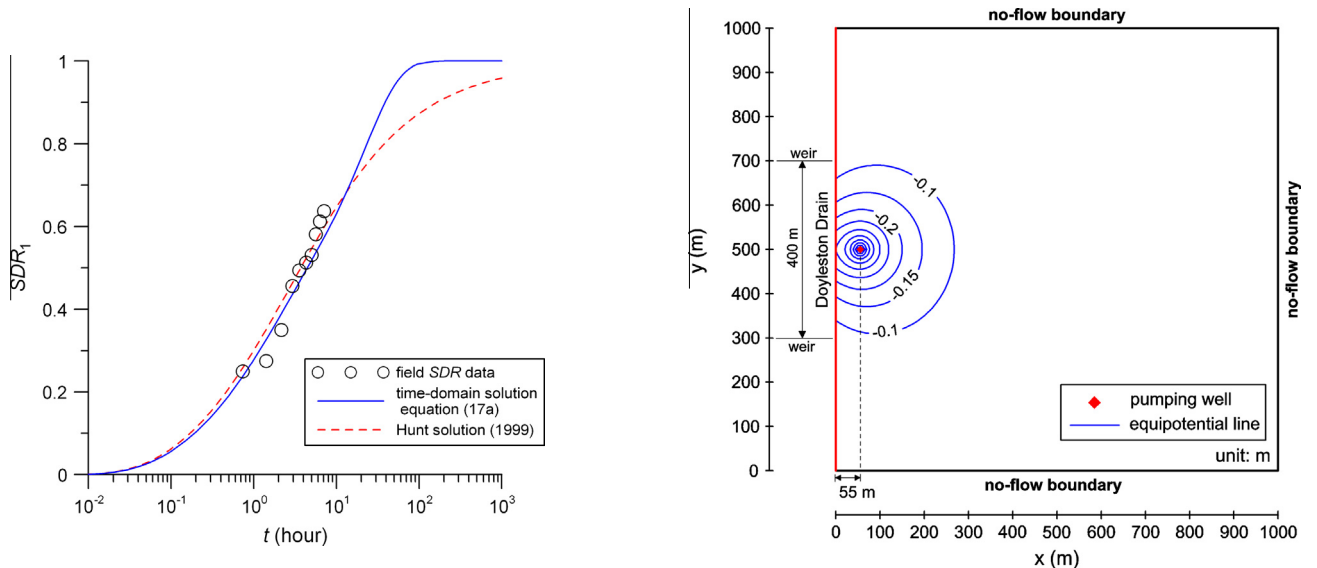 1
0.8
0.6
0.4
0.2
0
SDR₁
10⁻² 10⁻¹ 10⁰ 10¹ 10² 10³
t (hour)
field SDR data
time-domain solution
equation (17a)
Hunt solution (1999)
no-flow boundary
1000
900
800
700
600
500
400
300
200
100
0
y (m)
weir
400 m
weir
Doyleston Drain
-0.1
-0.2
-0.15
-0.1
no-flow boundary
pumping well
equipotential line
unit: m
55 m
no-flow boundary
0 100 200 300 400 500 600 700 800 900 1000
x (m)